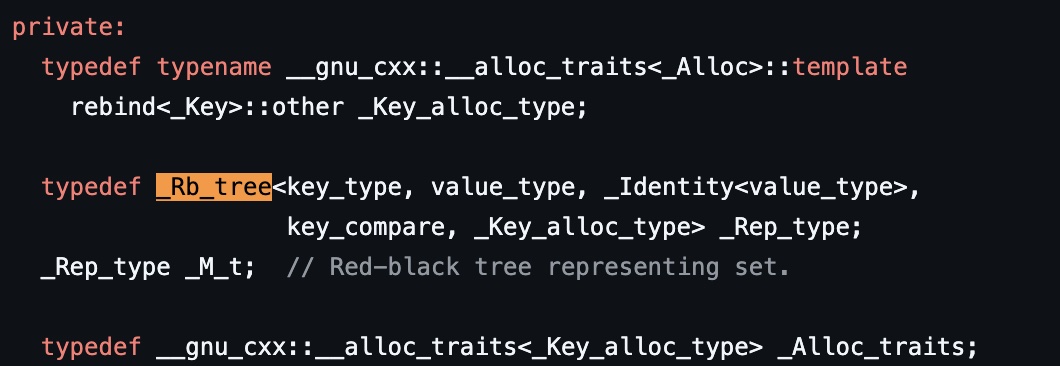 private:
typedef typename __gnu_cxx::__alloc_traits<_Alloc>::template
rebind<_Key>::other _Key_alloc_type;
typedef _Rb_tree<key_type, value_type, _Identity<value_type>,
key_compare, _Key_alloc_type> _Rep_type;
_Rep_type _M_t;  // Red-black tree representing set.
typedef __gnu_cxx::__alloc_traits<_Key_alloc_type> _Alloc_traits;